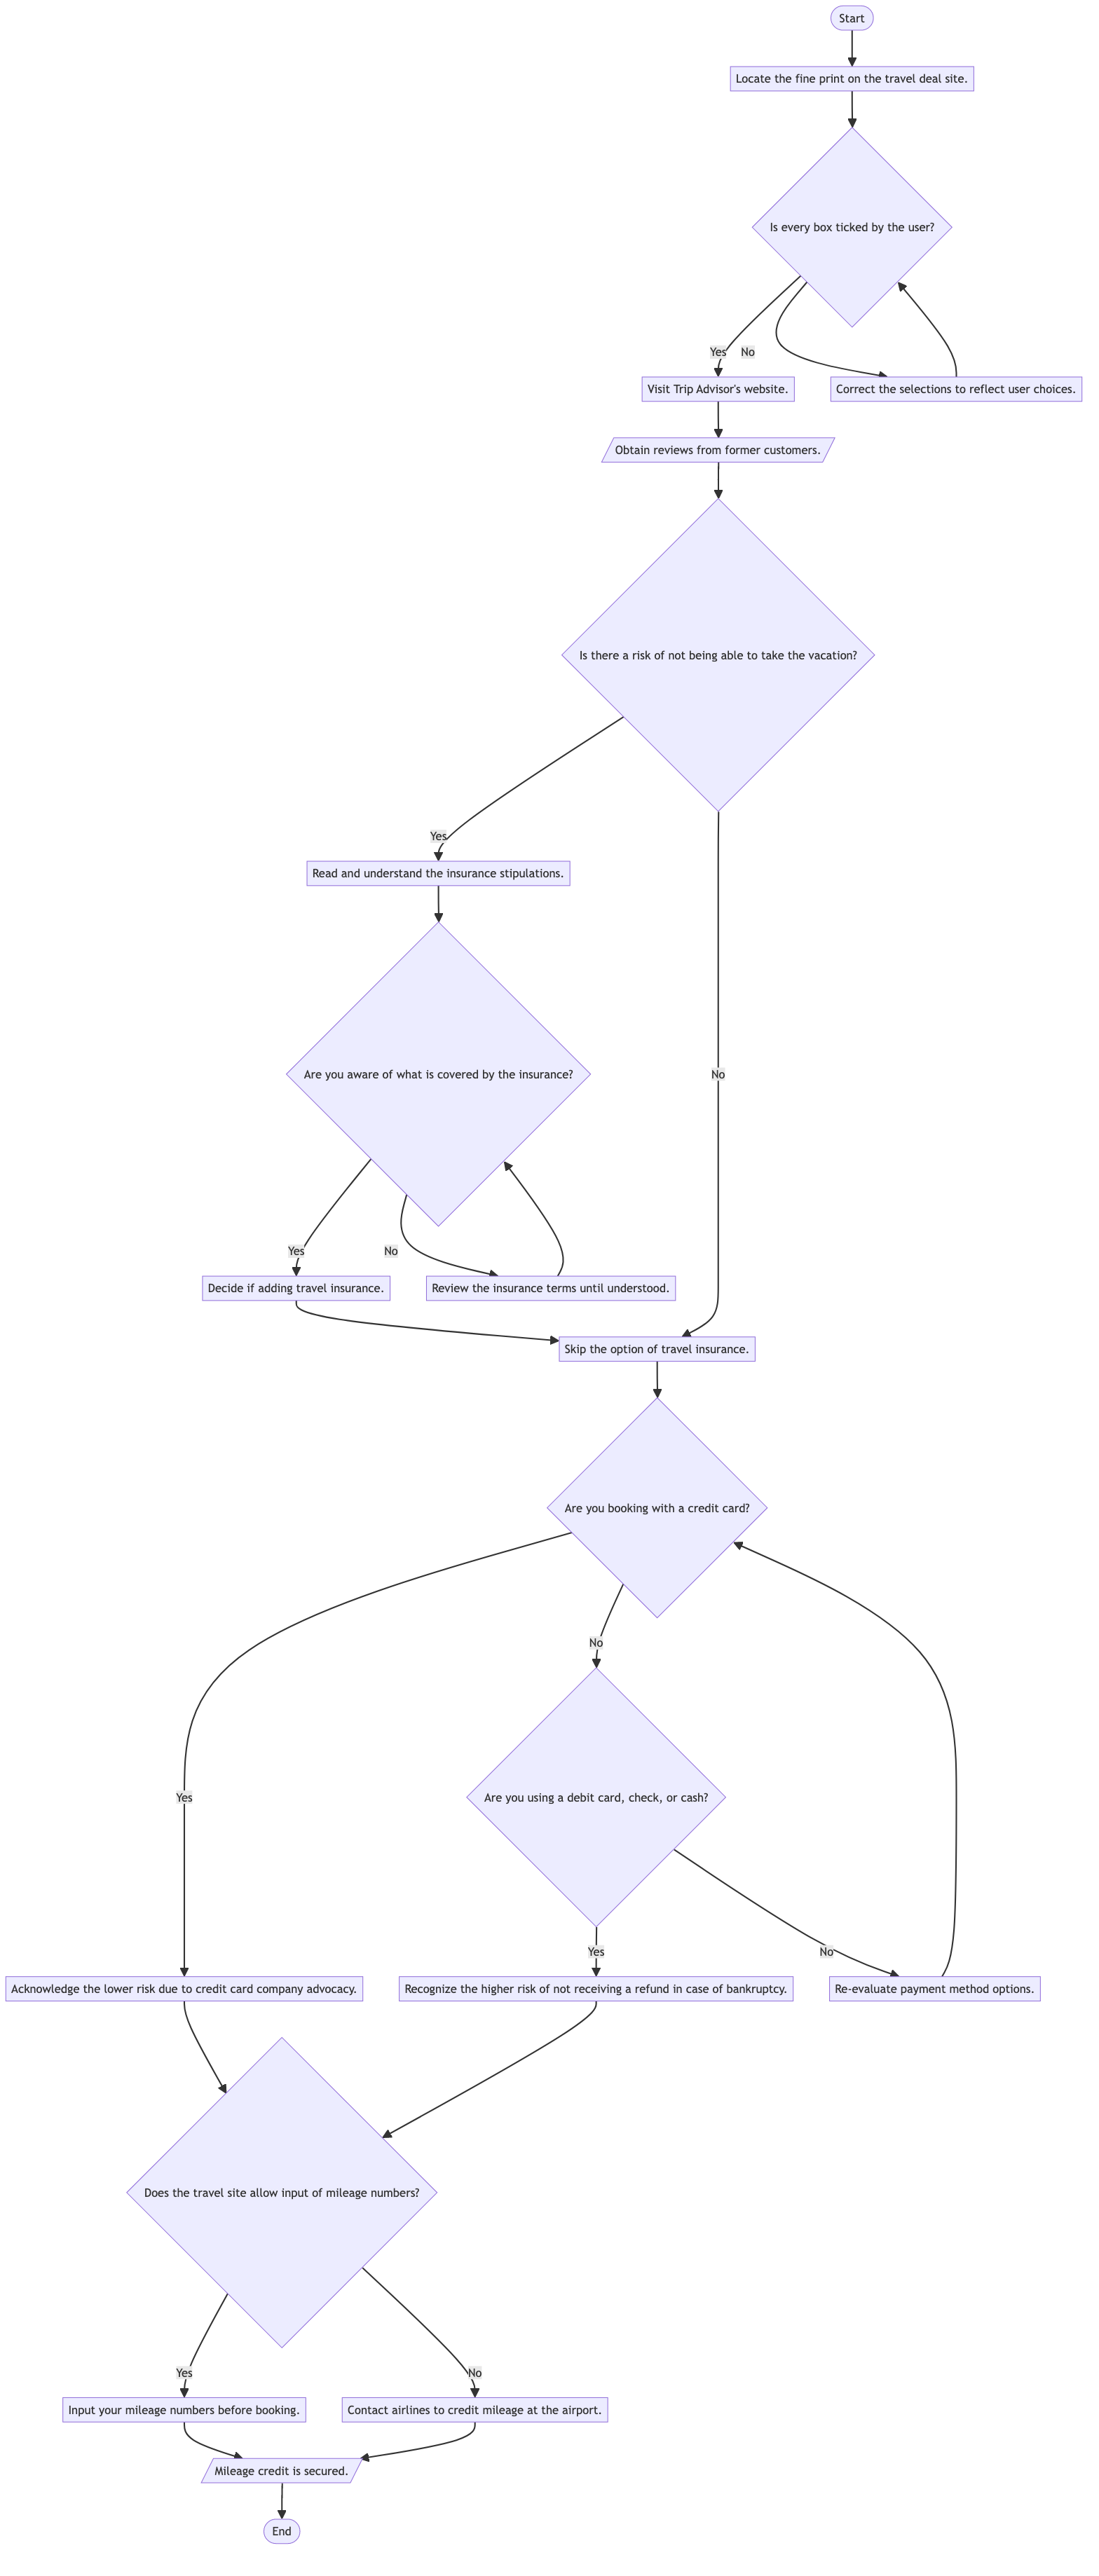 Start
Locate the fine print on the travel deal site.
Is every box ticked by the user?
Yes
No
Visit Trip Advisor's website.
Correct the selections to reflect user choices.
Obtain reviews from former customers.
Is there a risk of not being able to take the vacation?
Yes
Read and understand the insurance stipulations.
Are you aware of what is covered by the insurance?
No
Yes
No
Decide if adding travel insurance.
Review the insurance terms until understood.
Skip the option of travel insurance.
Are you booking with a credit card?
No
Are you using a debit card, check, or cash?
Yes
Yes
No
Acknowledge the lower risk due to credit card company advocacy.
Recognize the higher risk of not receiving a refund in case of bankruptcy.
Re-evaluate payment method options.
Does the travel site allow input of mileage numbers?
Yes
No
Input your mileage numbers before booking.
Contact airlines to credit mileage at the airport.
Mileage credit is secured.
End